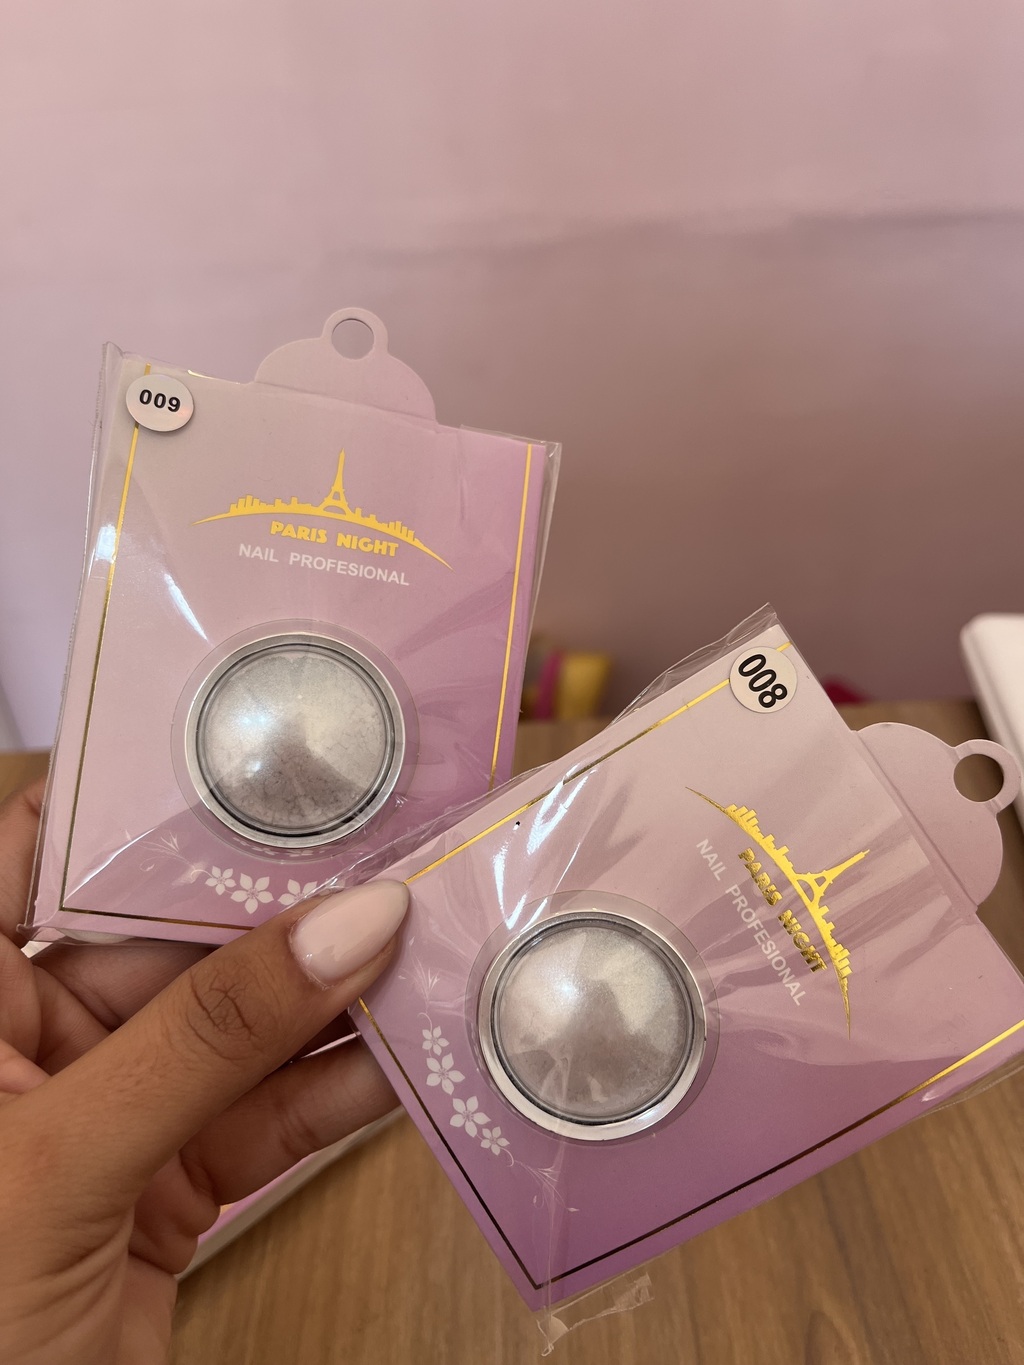 009
PARIS NIGHT
NAIL PROFESIONAL
008
PARIS NIGHT
NAIL PROFESIONAL